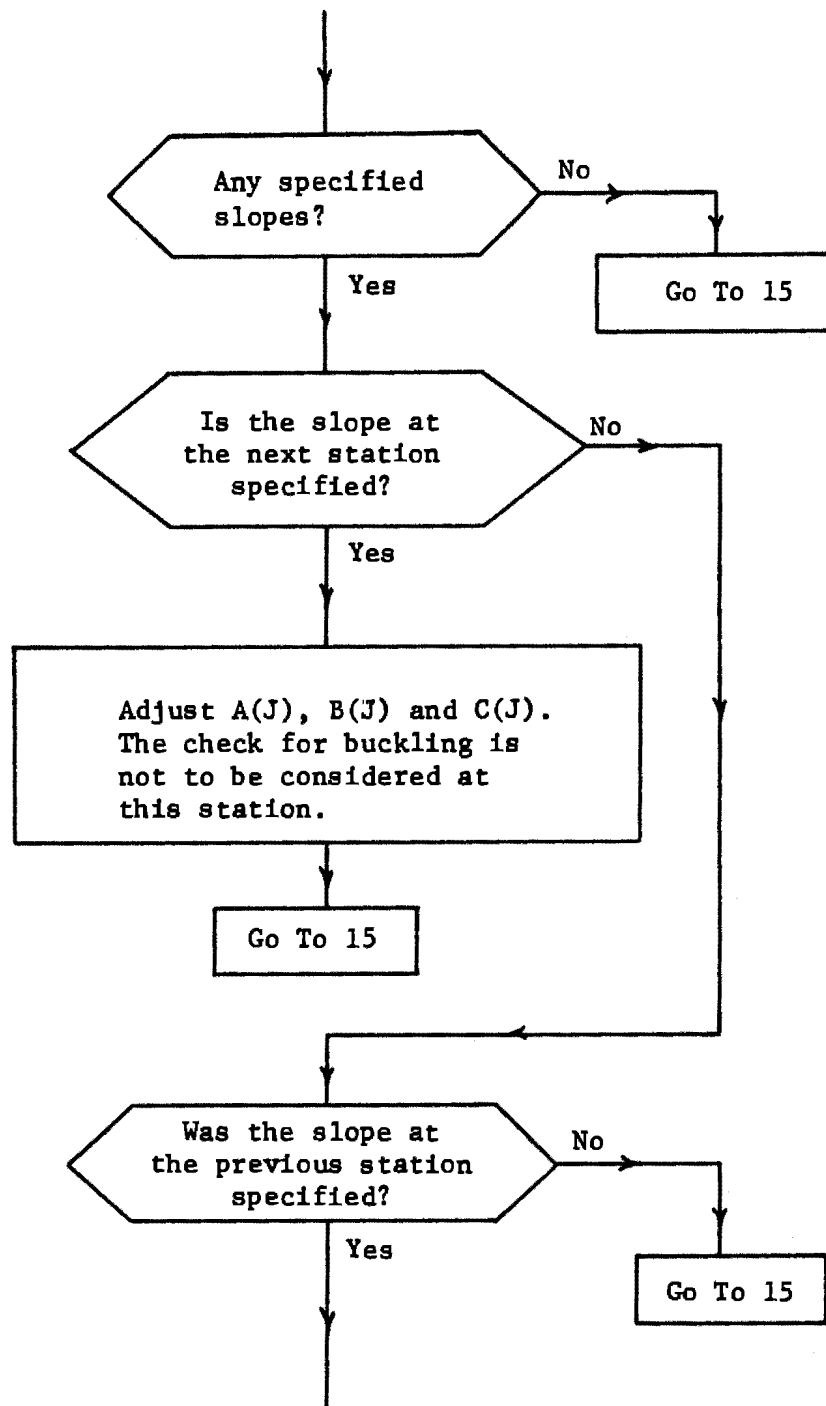 Any specified
slopes?
No
Go To 15
Yes
Is the slope at
the next station
specified?
No
Yes
Adjust A(J), B(J) and C(J).
The check for buckling is
not to be considered at
this station.
Go To 15
Was the slope at
the previous station
specified?
No
Go To 15
Yes